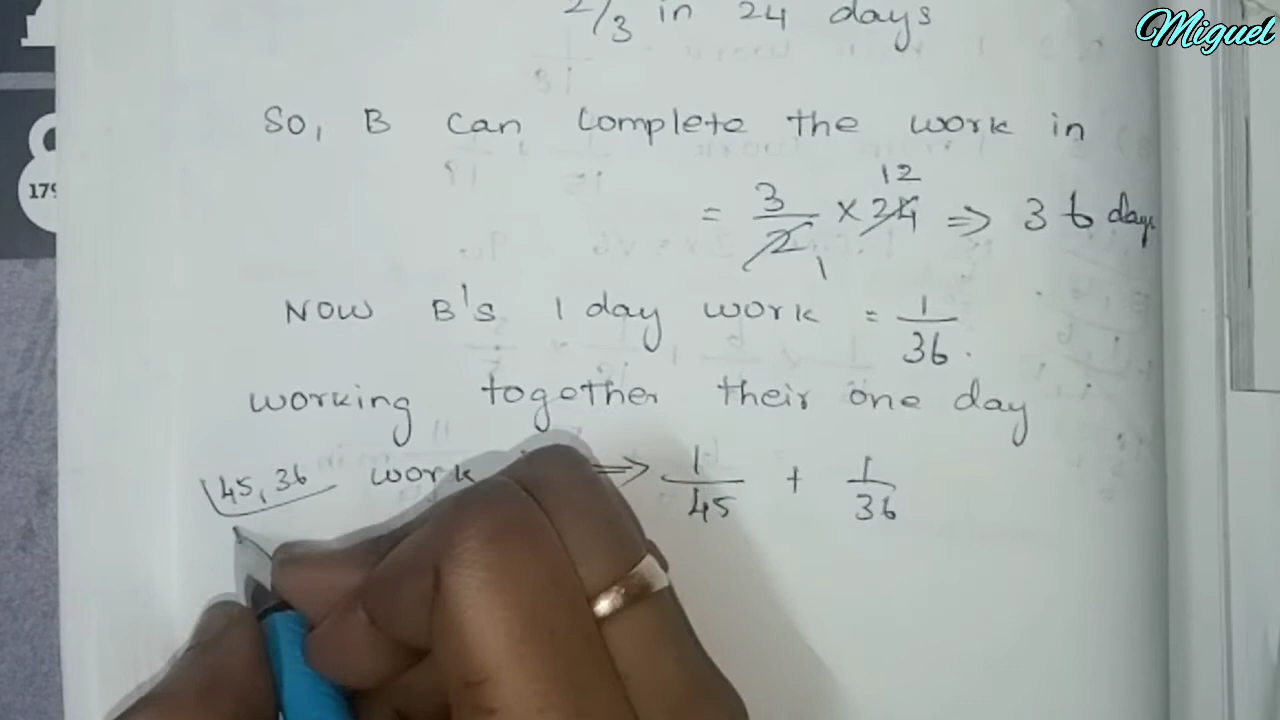 2/3 in 24 days
Miguel
So, B can complete the work in
12
= 3/2 × 24 => 36 days
1
179
Now B's 1 day work = 1/36.
working together their one day
45, 36 work => 1/45 + 1/36